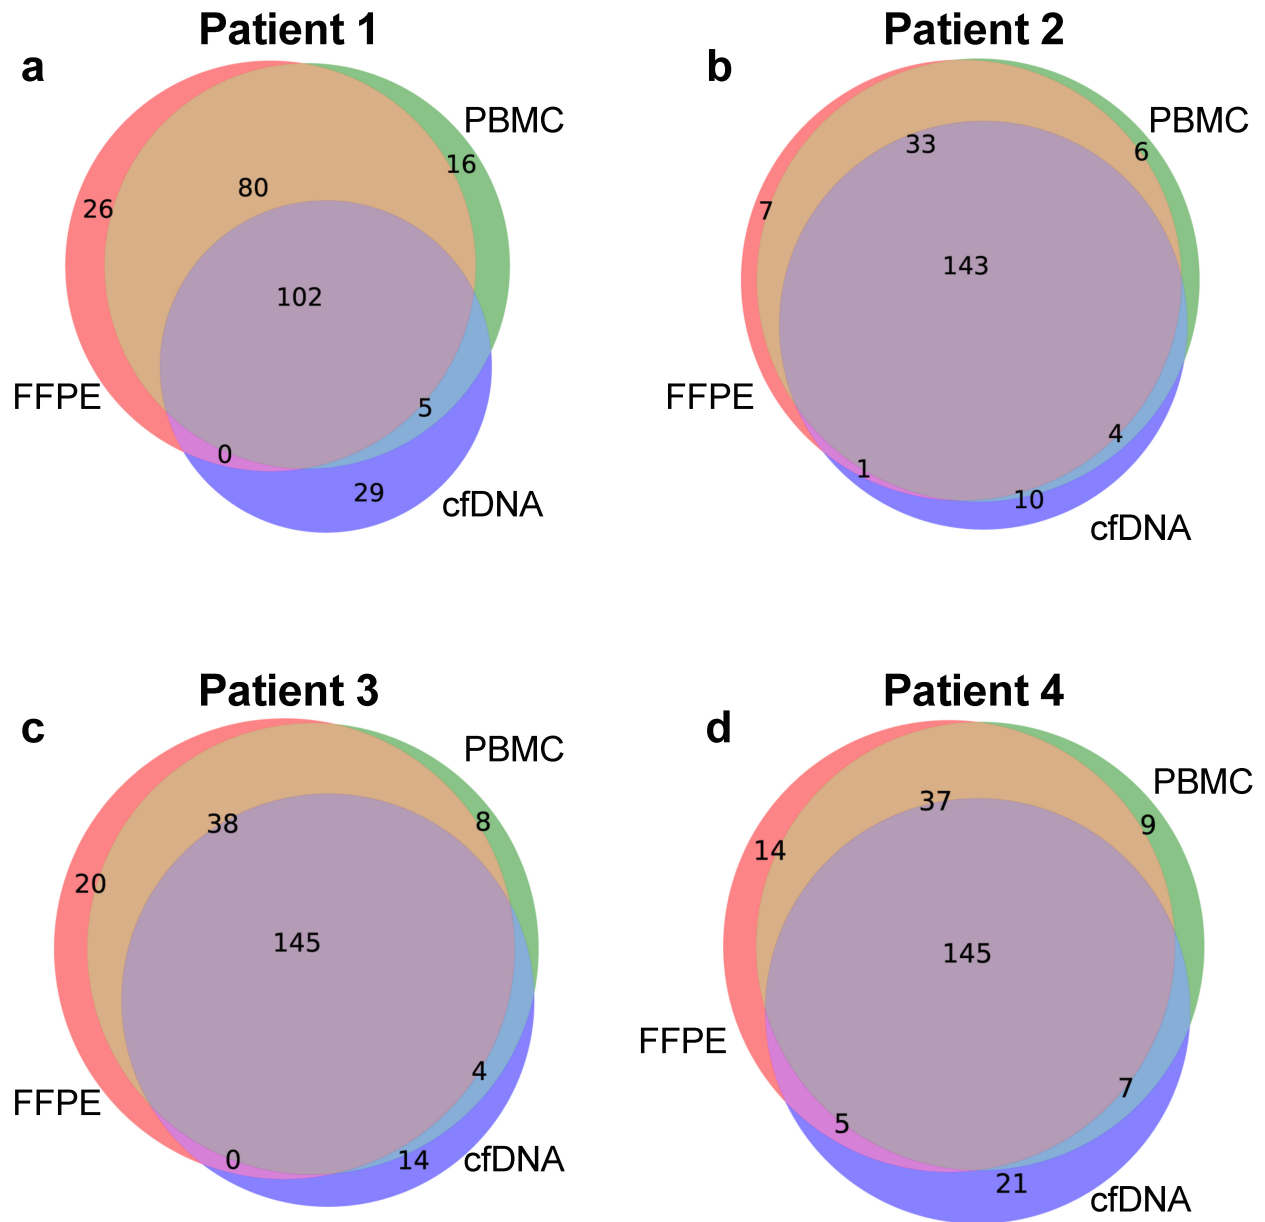 Patient 1
a
PBMC
16
80
26
102
FFPE
5
0
29
cfDNA
Patient 2
b
PBMC
33
6
7
143
FFPE
4
1
10
cfDNA
Patient 3
c
PBMC
38
8
20
145
4
FFPE
0
14
cfDNA
Patient 4
d
PBMC
37
9
14
145
FFPE
7
5
21
cfDNA